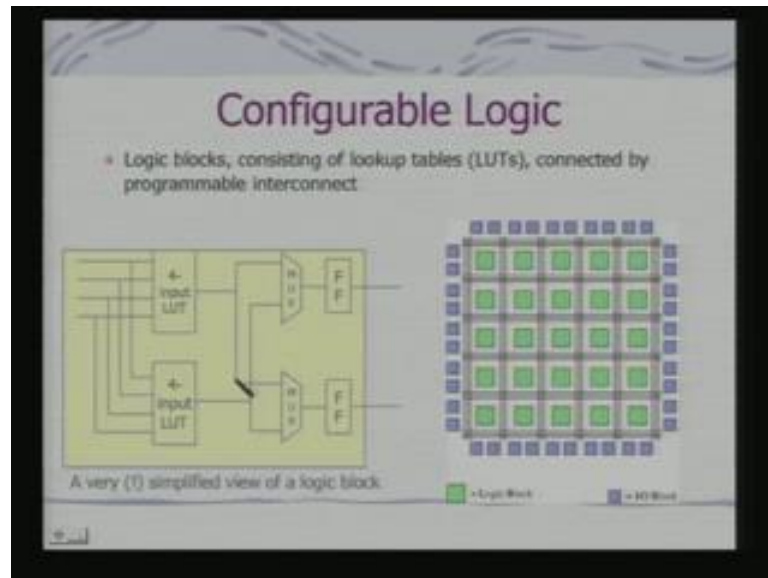 Configurable Logic
Logic blocks, consisting of lookup tables (LUTs), connected by
programmable interconnect
4-
input
LUT
M
U
X
F
F
4-
input
LUT
M
U
X
F
F
A very (!) simplified view of a logic block
= Logic Block
= I/O Block